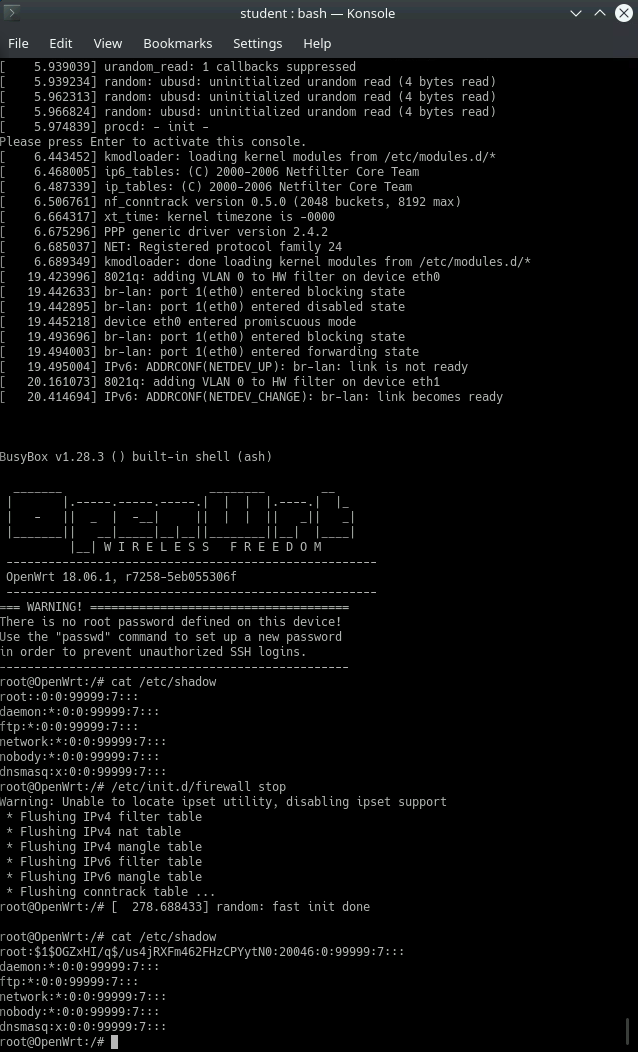 student : bash — Konsole
File Edit View Bookmarks Settings Help
[    5.939039] urandom_read: 1 callbacks suppressed
[    5.939234] random: ubusd: uninitialized urandom read (4 bytes read)
[    5.962313] random: ubusd: uninitialized urandom read (4 bytes read)
[    5.966824] random: ubusd: uninitialized urandom read (4 bytes read)
[    5.974839] procd: - init -
Please press Enter to activate this console.
[    6.443452] kmodloader: loading kernel modules from /etc/modules.d/*
[    6.468005] ip6_tables: (C) 2000-2006 Netfilter Core Team
[    6.487339] ip_tables: (C) 2000-2006 Netfilter Core Team
[    6.506761] nf_conntrack version 0.5.0 (2048 buckets, 8192 max)
[    6.664317] xt_time: kernel timezone is -0000
[    6.675296] PPP generic driver version 2.4.2
[    6.685037] NET: Registered protocol family 24
[    6.689349] kmodloader: done loading kernel modules from /etc/modules.d/*
[   19.423996] 8021q: adding VLAN 0 to HW filter on device eth0
[   19.442633] br-lan: port 1(eth0) entered blocking state
[   19.442895] br-lan: port 1(eth0) entered disabled state
[   19.445218] device eth0 entered promiscuous mode
[   19.493696] br-lan: port 1(eth0) entered blocking state
[   19.494003] br-lan: port 1(eth0) entered forwarding state
[   19.495004] IPv6: ADDRCONF(NETDEV_UP): br-lan: link is not ready
[   20.161073] 8021q: adding VLAN 0 to HW filter on device eth1
[   20.414694] IPv6: ADDRCONF(NETDEV_CHANGE): br-lan: link becomes ready
BusyBox v1.28.3 () built-in shell (ash)
OpenWrt
W I R E L E S S   F R E E D O M
-----------------------------------------------------
OpenWrt 18.06.1, r7258-5eb055306f
-----------------------------------------------------
=== WARNING! =====================================
There is no root password defined on this device!
Use the "passwd" command to set up a new password
in order to prevent unauthorized SSH logins.
--------------------------------------------------
root@OpenWrt:/# cat /etc/shadow
root::0:0:99999:7:::
daemon:*:0:0:99999:7:::
ftp:*:0:0:99999:7:::
network:*:0:0:99999:7:::
nobody:*:0:0:99999:7:::
dnsmasq:x:0:0:99999:7:::
root@OpenWrt:/# /etc/init.d/firewall stop
Warning: Unable to locate ipset utility, disabling ipset support
 * Flushing IPv4 filter table
 * Flushing IPv4 nat table
 * Flushing IPv4 mangle table
 * Flushing IPv6 filter table
 * Flushing IPv6 mangle table
 * Flushing conntrack table ...
root@OpenWrt:/# [  278.688433] random: fast init done
root@OpenWrt:/# cat /etc/shadow
root:$1$OGZxHI/q$/us4jRXFm462FHzCPYytN0:20046:0:99999:7:::
daemon:*:0:0:99999:7:::
ftp:*:0:0:99999:7:::
network:*:0:0:99999:7:::
nobody:*:0:0:99999:7:::
dnsmasq:x:0:0:99999:7:::
root@OpenWrt:/#